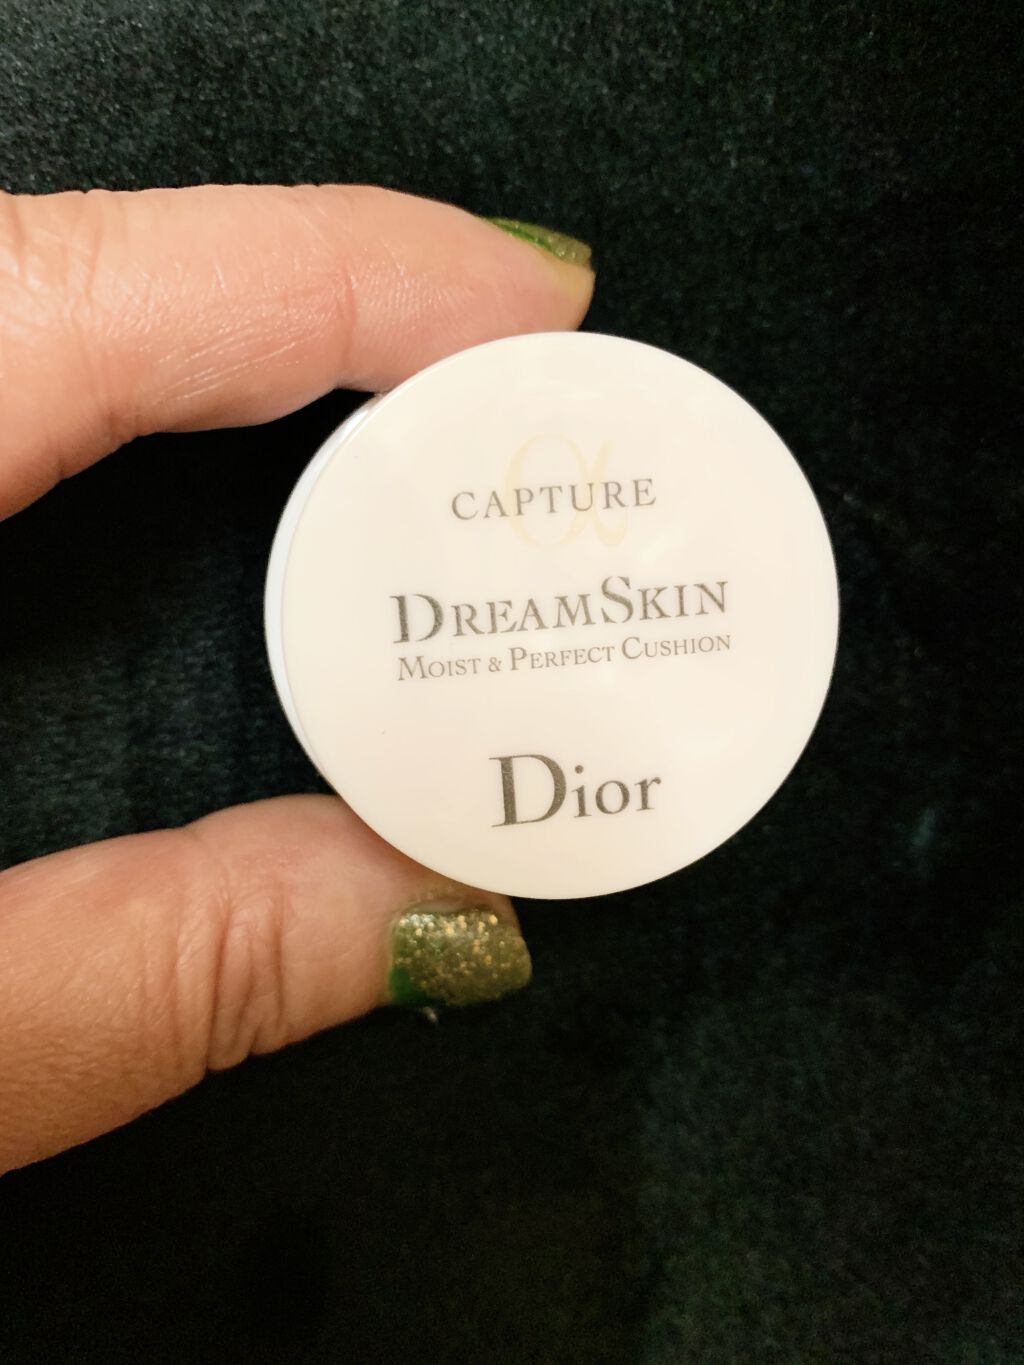 CAPTURE
DREAMSKIN
MOIST & PERFECT CUSHION
Dior